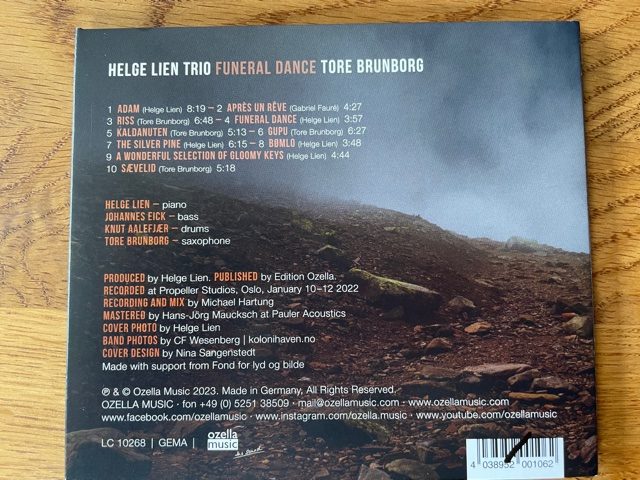 HELGE LIEN TRIO FUNERAL DANCE TORE BRUNBORG
1 ADAM (Helge Lien) 8:19 – 2 APRÈS UN RÊVE (Gabriel Fauré) 4:27
3 RISS (Tore Brunborg) 6:48 – 4 FUNERAL DANCE (Helge Lien) 3:57
5 KALDANUTEN (Tore Brunborg) 5:13 – 6 GUPU (Tore Brunborg) 6:27
7 THE SILVER PINE (Helge Lien) 6:15 – 8 BØMLO (Helge Lien) 3:48
9 A WONDERFUL SELECTION OF GLOOMY KEYS (Helge Lien) 4:44
10 SÆVELID (Tore Brunborg) 5:18
HELGE LIEN – piano
JOHANNES EICK – bass
KNUT AALEFJÆR – drums
TORE BRUNBORG – saxophone
PRODUCED by Helge Lien. PUBLISHED by Edition Ozella.
RECORDED at Propeller Studios, Oslo, January 10–12 2022
RECORDING AND MIX by Michael Hartung
MASTERED by Hans-Jörg Maucksch at Pauler Acoustics
COVER PHOTO by Helge Lien
BAND PHOTOS by CF Wesenberg | kolonihaven.no
COVER DESIGN by Nina Sangenstedt
Made with support from Fond for lyd og bilde
℗ & © Ozella Music 2023. Made in Germany, All Rights Reserved.
OZELLA MUSIC · fon +49 (0) 5251 38509 · mail@ozellamusic.com · www.ozellamusic.com
www.facebook.com/ozellamusic · www.instagram.com/ozellamusic · www.youtube.com/ozellamusic
LC 10268 | GEMA | ozella
music
4 038952 001062